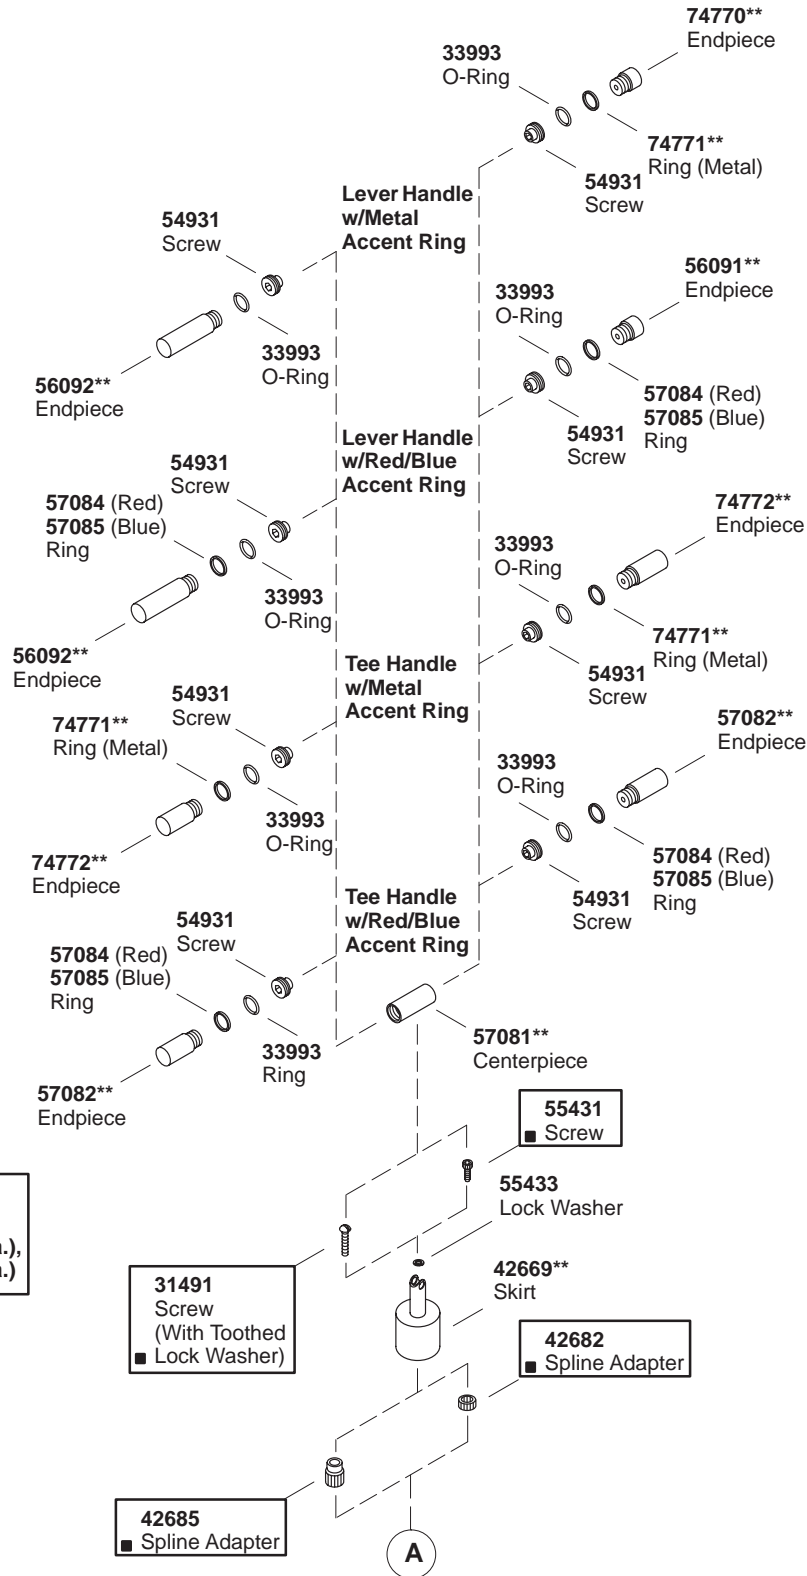 74770**
Endpiece
33993
O-Ring
74771**
Ring (Metal)
54931
Screw
Lever Handle
w/Metal
Accent Ring
54931
Screw
33993
O-Ring
56092**
Endpiece
56091**
Endpiece
33993
O-Ring
57084 (Red)
57085 (Blue)
Ring
54931
Screw
Lever Handle
w/Red/Blue
Accent Ring
54931
Screw
57084 (Red)
57085 (Blue)
Ring
33993
O-Ring
56092**
Endpiece
74772**
Endpiece
33993
O-Ring
74771**
Ring (Metal)
54931
Screw
Tee Handle
w/Metal
Accent Ring
54931
Screw
74771**
Ring (Metal)
33993
O-Ring
74772**
Endpiece
57082**
Endpiece
33993
O-Ring
57084 (Red)
57085 (Blue)
Ring
54931
Screw
Tee Handle
w/Red/Blue
Accent Ring
54931
Screw
57084 (Red)
57085 (Blue)
Ring
33993
Ring
57082**
Endpiece
57081**
Centerpiece
55431
Screw
55433
Lock Washer
31491
Screw
(With Toothed
Lock Washer)
42669**
Skirt
42682
Spline Adapter
42685
Spline Adapter
A